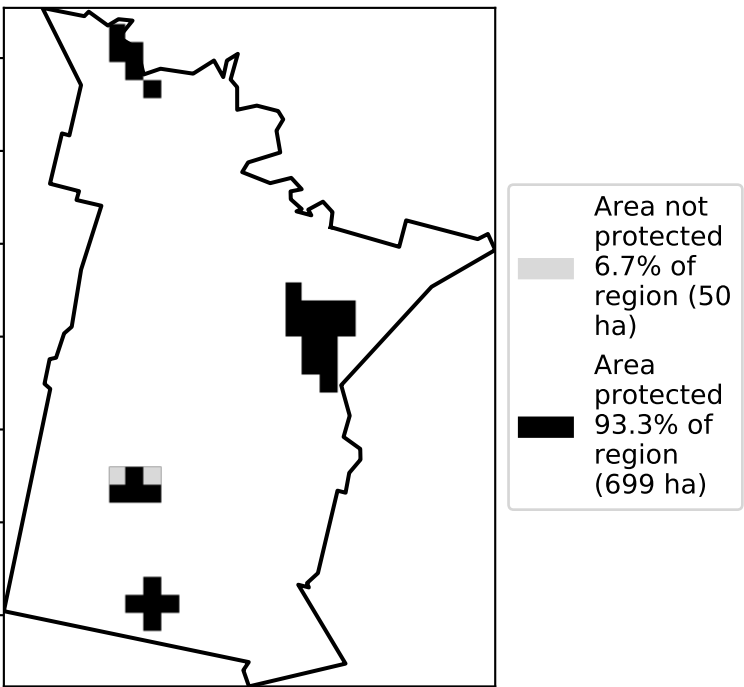 Area not
protected
6.7% of
region (50
ha)
Area
protected
93.3% of
region
(699 ha)